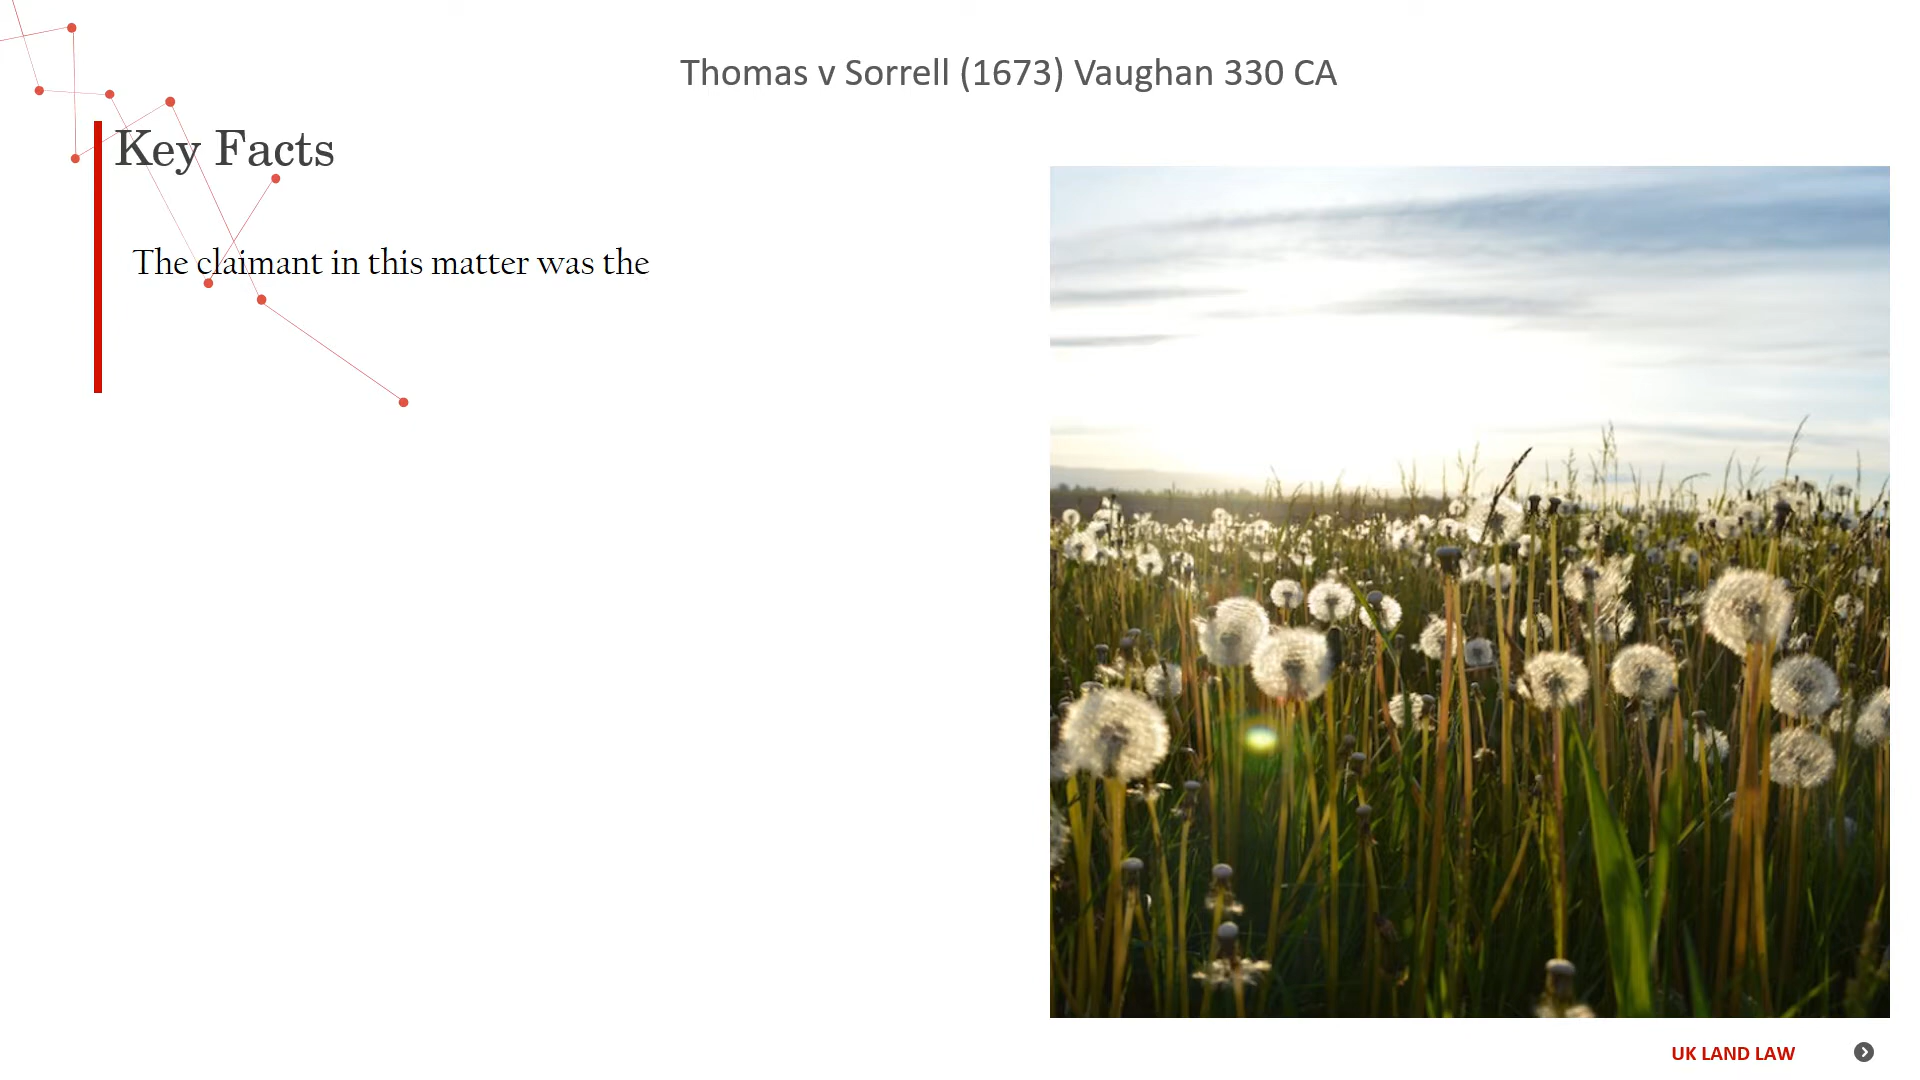 Thomas v Sorrell (1673) Vaughan 330 CA
Key Facts
The claimant in this matter was the
UK LAND LAW